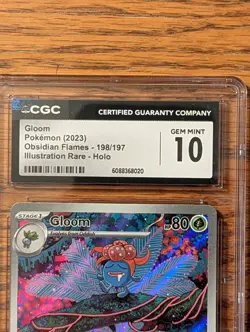 CGC
CERTIFIED GUARANTY COMPANY
Gloom
Pokémon (2023)
Obsidian Flames - 198/197
Illustration Rare - Holo
6088368020
GEM MINT
10
STAGE 1
Gloom
80